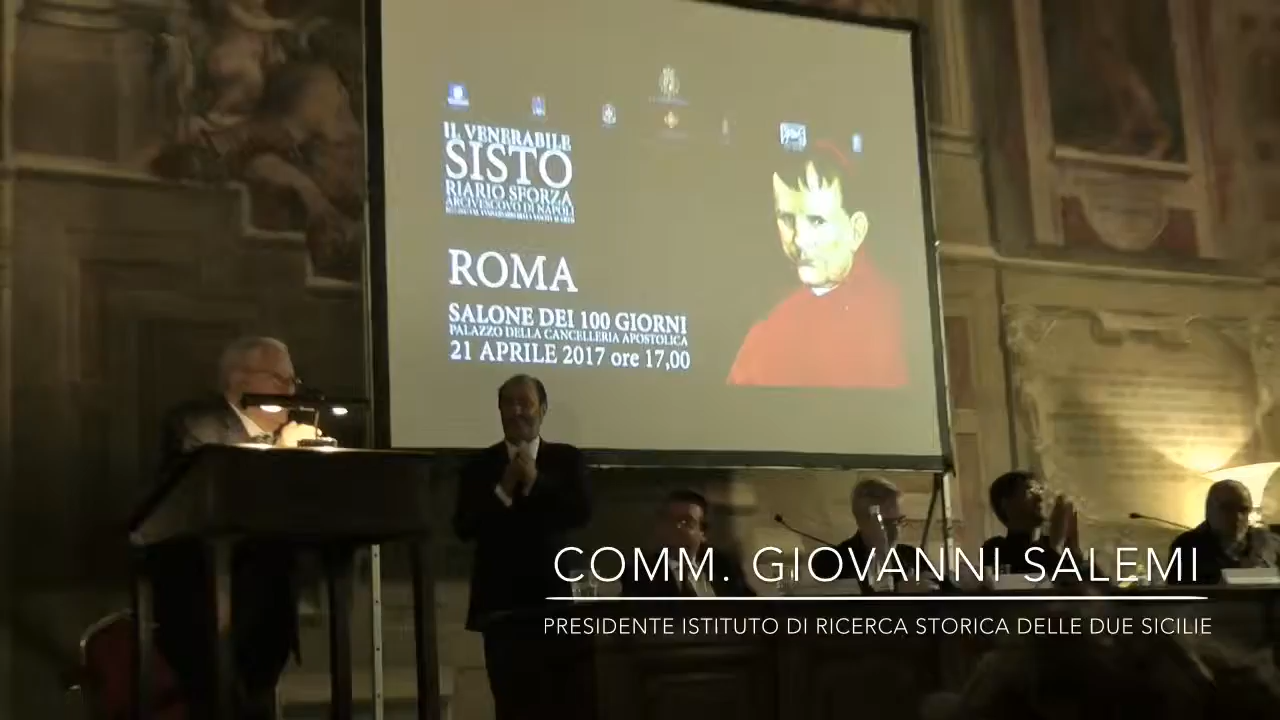 IL VENERABILE
SISTO
RIARIO SFORZA
ARCIVESCOVO DI NAPOLI
ROMA
SALONE DEI 100 GIORNI
PALAZZO DELLA CANCELLERIA APOSTOLICA
21 APRILE 2017 ore 17,00
COMM. GIOVANNI SALEMI
PRESIDENTE ISTITUTO DI RICERCA STORICA DELLE DUE SICILIE